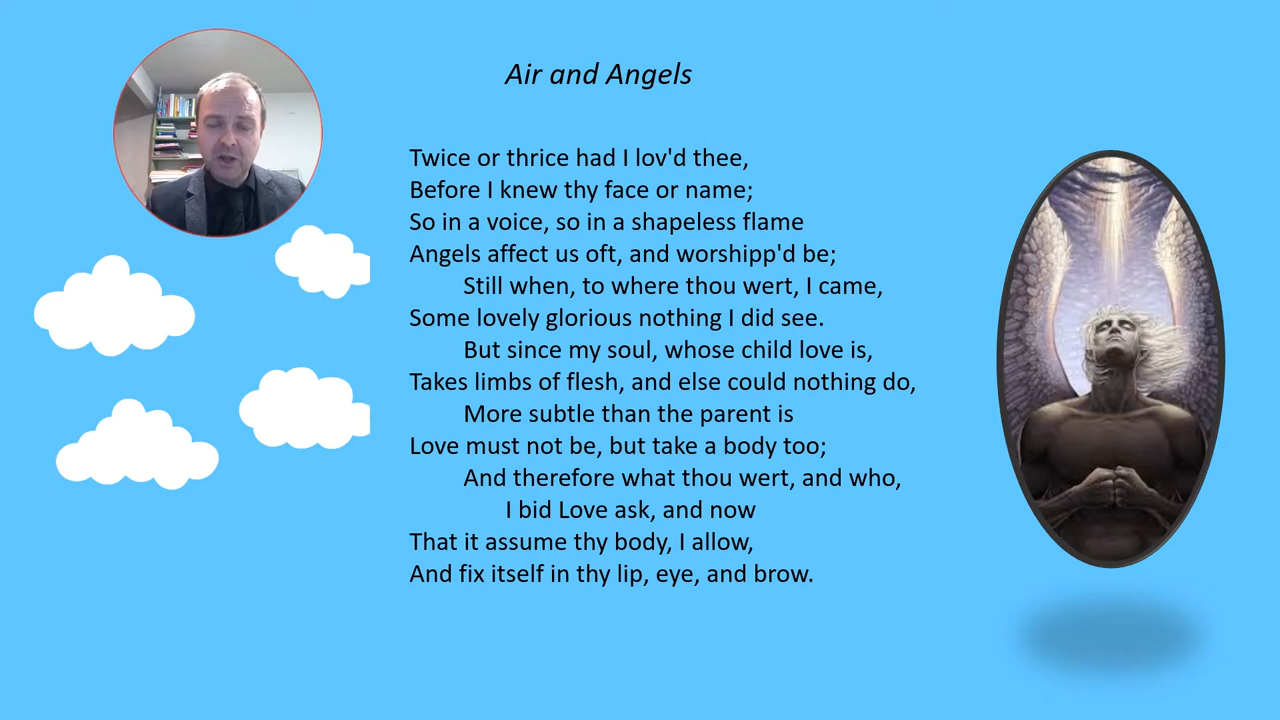 Air and Angels
Twice or thrice had I lov'd thee,
Before I knew thy face or name;
So in a voice, so in a shapeless flame
Angels affect us oft, and worshipp'd be;
Still when, to where thou wert, I came,
Some lovely glorious nothing I did see.
But since my soul, whose child love is,
Takes limbs of flesh, and else could nothing do,
More subtle than the parent is
Love must not be, but take a body too;
And therefore what thou wert, and who,
I bid Love ask, and now
That it assume thy body, I allow,
And fix itself in thy lip, eye, and brow.